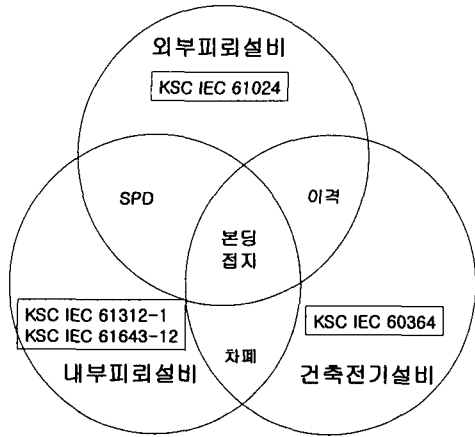 외부피뢰설비
KSC IEC 61024
SPD
이격
본딩
접지
KSC IEC 61312-1
KSC IEC 61643-12
KSC IEC 60364
내부피뢰설비
차폐
건축전기설비